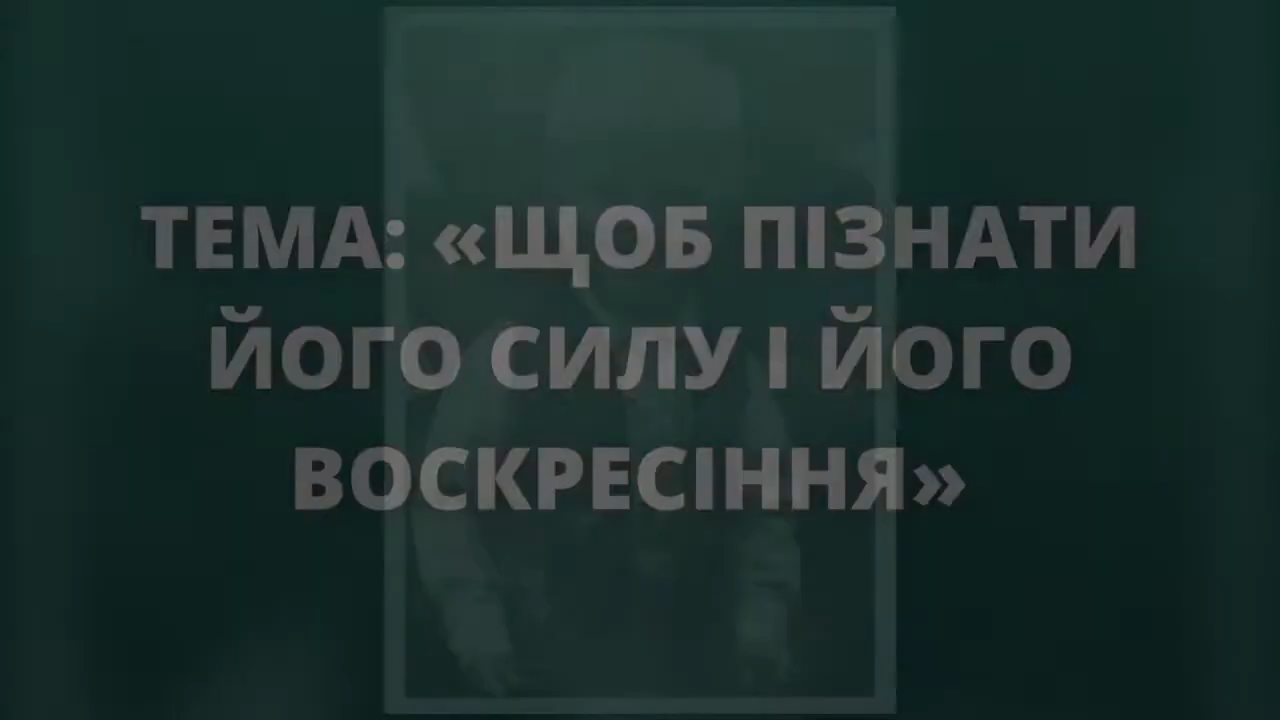 ТЕМА: «ЩОБ ПІЗНАТИ
ЙОГО СИЛУ І ЙОГО
ВОСКРЕСІННЯ»